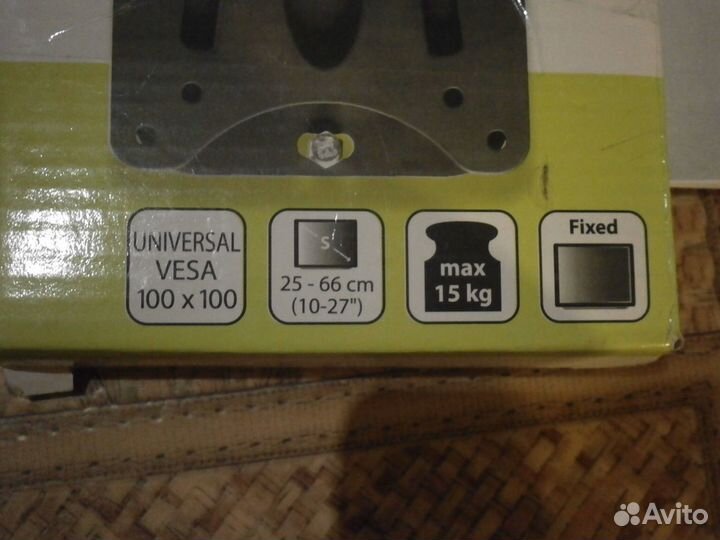 UNIVERSAL
VESA
100 x 100
S
25 - 66 cm
(10-27")
max
15 kg
Fixed
Avito